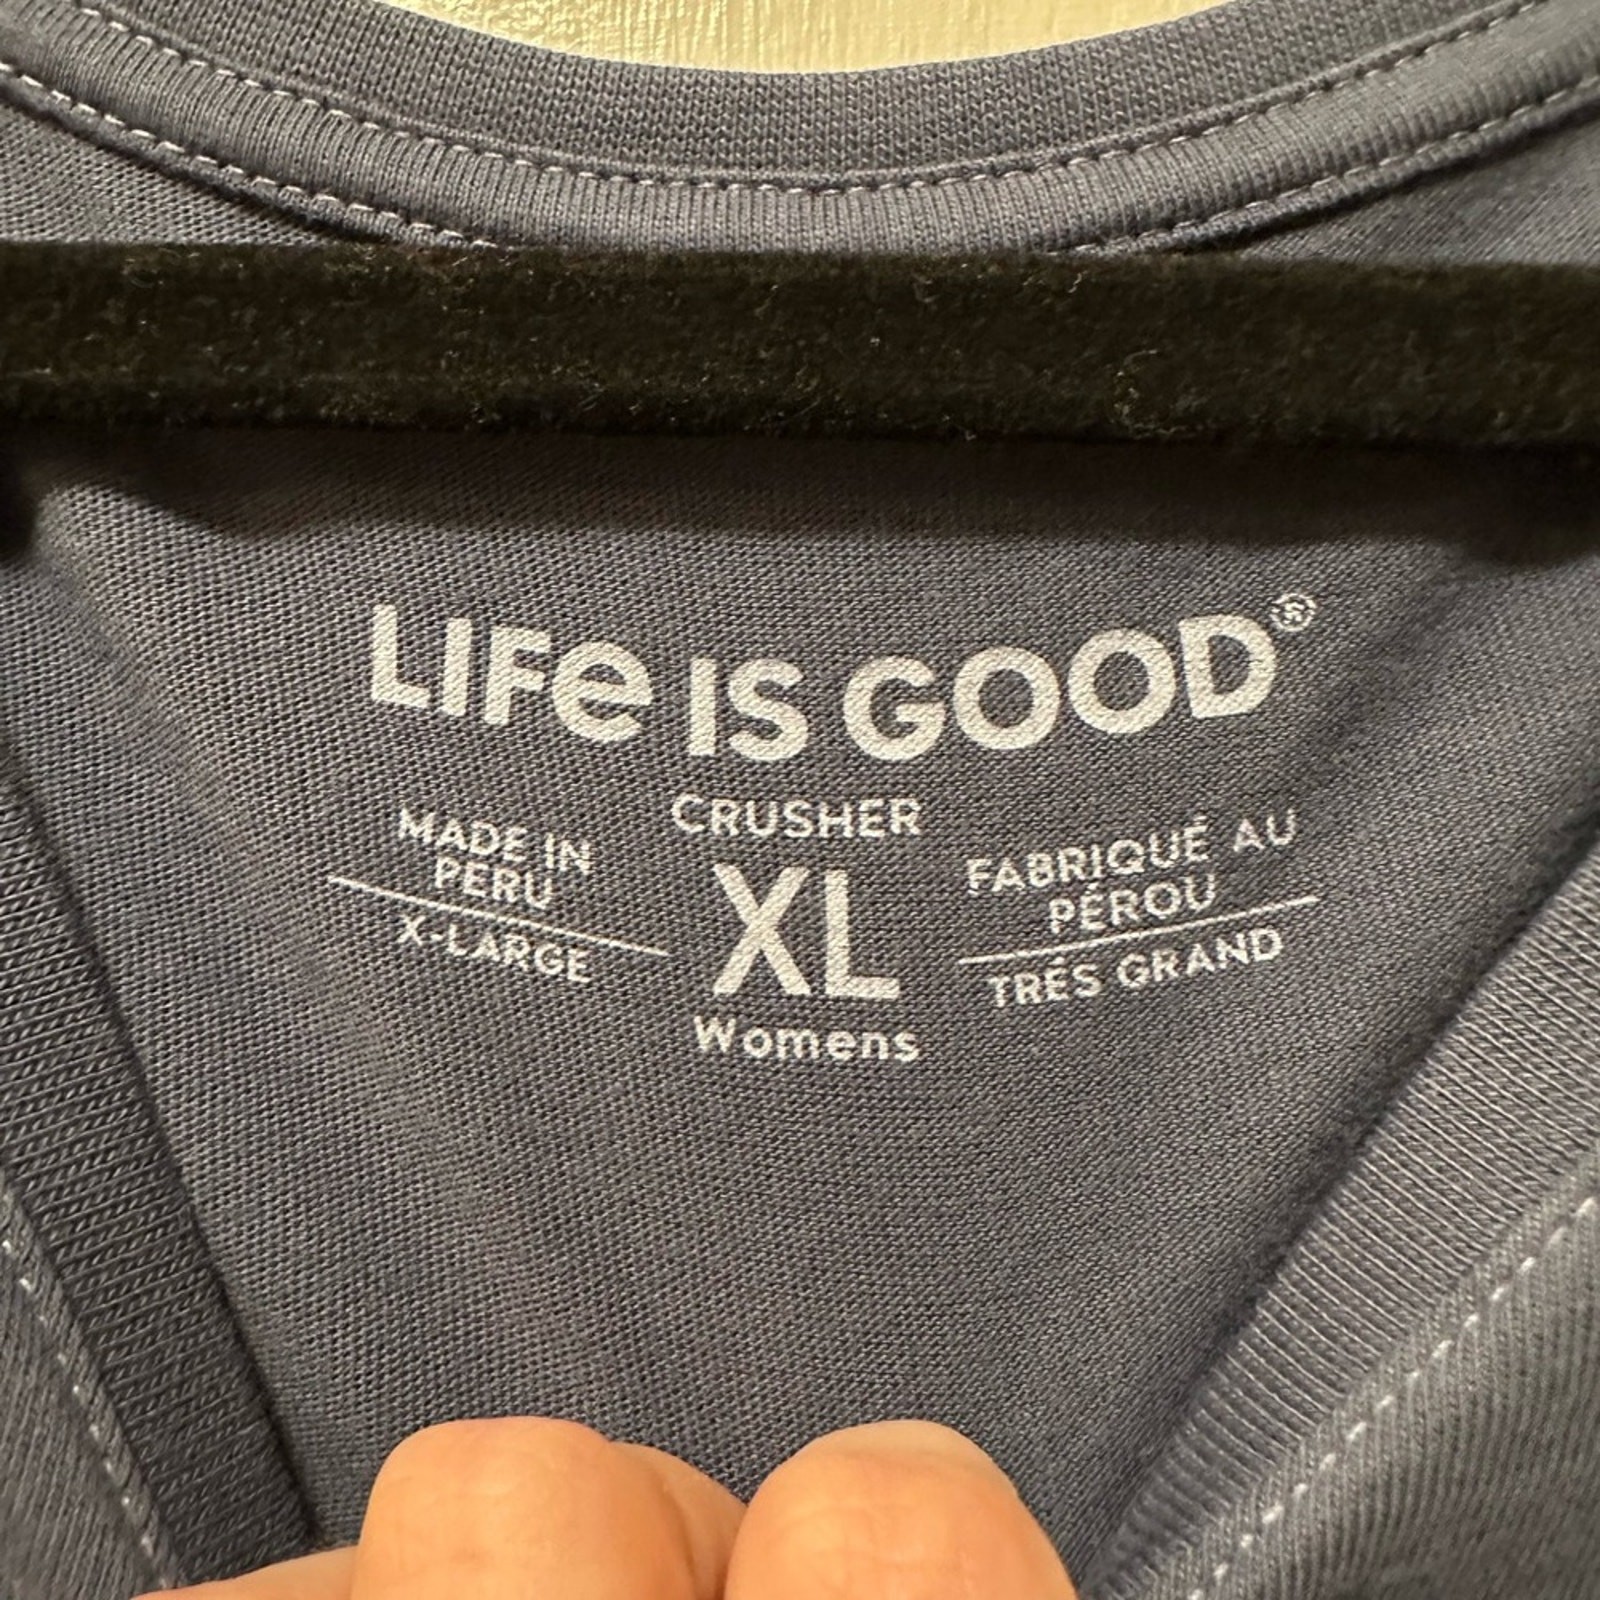 LIFe IS GOOD®
CRUSHER
MADE IN
PERU
X-LARGE
XL
Womens
FABRIQUÉ AU
PÉROU
TRÉS GRAND